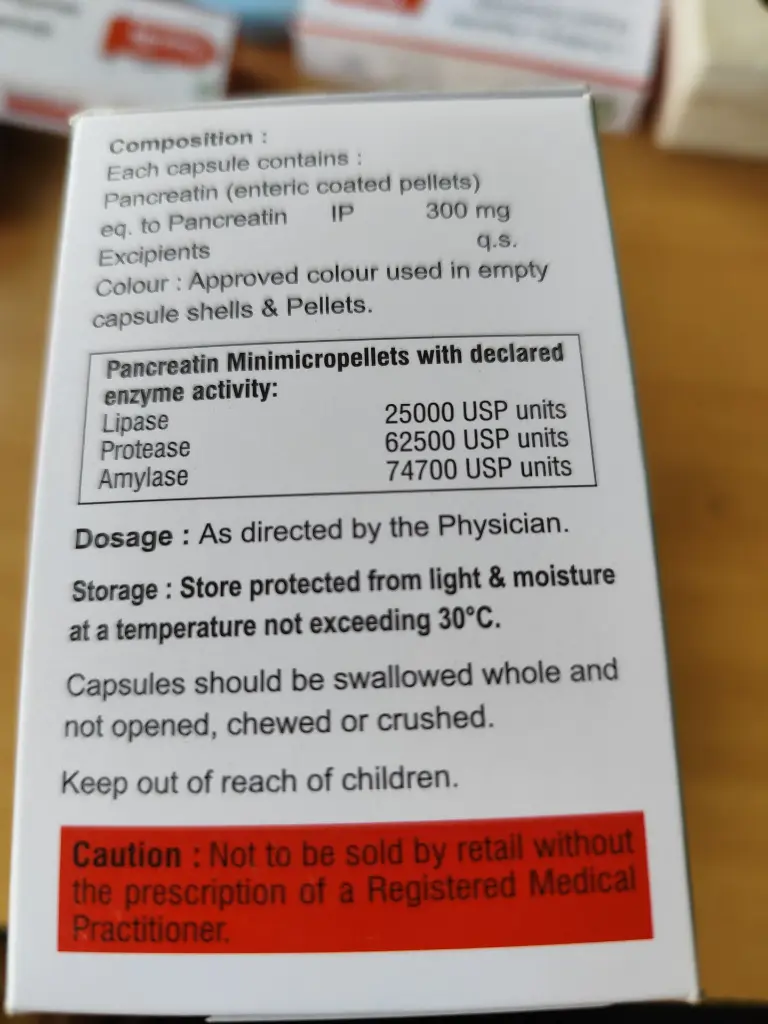 Composition :
Each capsule contains :
Pancreatin (enteric coated pellets)
eq. to Pancreatin IP 300 mg
Excipients q.s.
Colour : Approved colour used in empty
capsule shells & Pellets.
Pancreatin Minimicropellets with declared
enzyme activity:
Lipase 25000 USP units
Protease 62500 USP units
Amylase 74700 USP units
Dosage : As directed by the Physician.
Storage : Store protected from light & moisture
at a temperature not exceeding 30°C.
Capsules should be swallowed whole and
not opened, chewed or crushed.
Keep out of reach of children.
Caution : Not to be sold by retail without
the prescription of a Registered Medical
Practitioner.